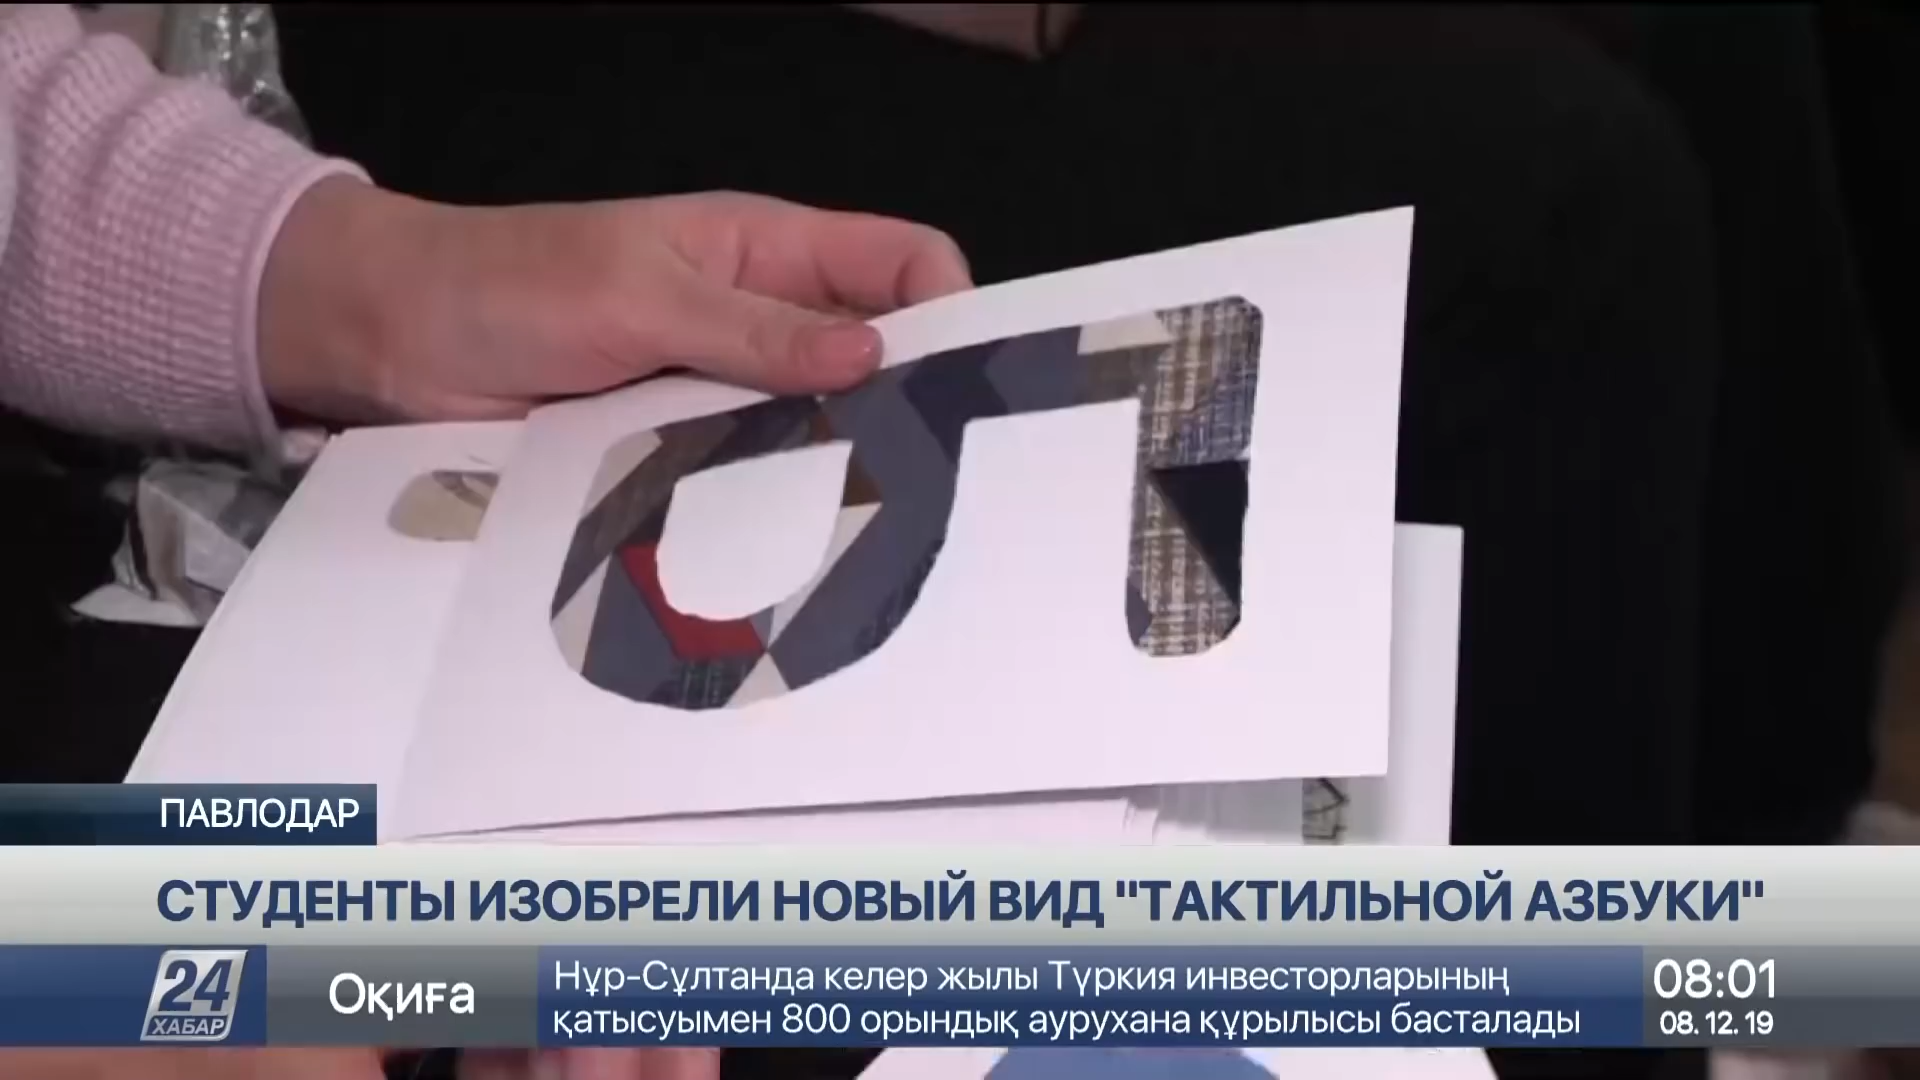 ПАВЛОДАР
СТУДЕНТЫ ИЗОБРЕЛИ НОВЫЙ ВИД "ТАКТИЛЬНОЙ АЗБУКИ"
24
ХАБАР
Оқиға
Нұр-Сұлтанда келер жылы Түркия инвесторларының
қатысуымен 800 орындық аурухана құрылысы басталады
08:01
08.12.19